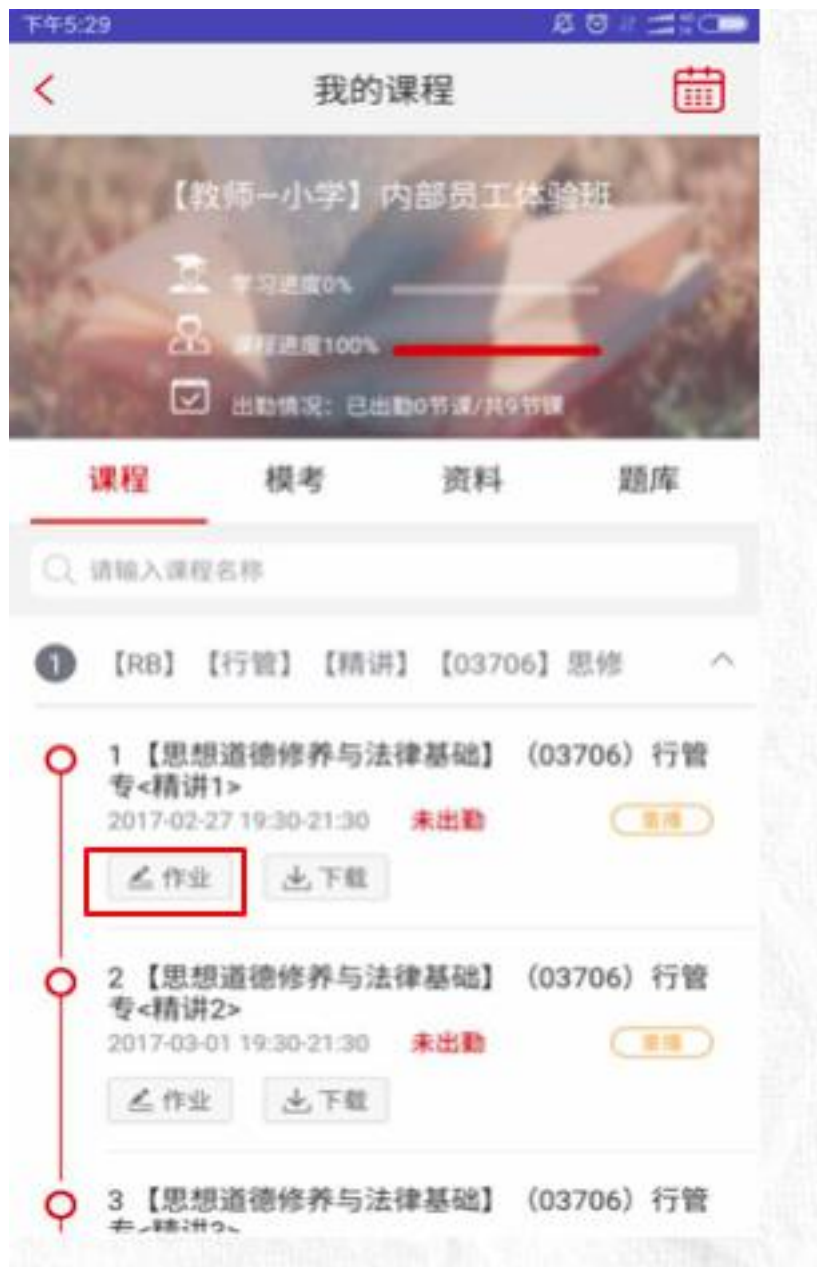 下午5:29
我的课程
【教师-小学】内部员工体验班
学习进度0%
课程进度100%
出勤情况：已出勤0节课/共9节课
课程 模考 资料 题库
请输入课程名称
1 【RB】【行管】【精讲】【03706】思修
1 【思想道德修养与法律基础】（03706）行管
专<精讲1>
2017-02-27 19:30-21:30 未出勤 重播
作业 下载
2 【思想道德修养与法律基础】（03706）行管
专<精讲2>
2017-03-01 19:30-21:30 未出勤 重播
作业 下载
3 【思想道德修养与法律基础】（03706）行管